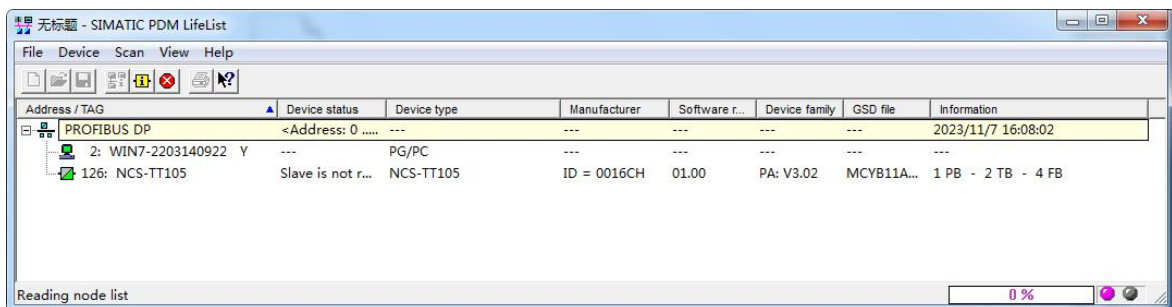 无标题 - SIMATIC PDM LifeList
File Device Scan View Help
Address / TAG Device status Device type Manufacturer Software r... Device family GSD file Information
PROFIBUS DP <Address: 0 ..... --- --- --- --- --- 2023/11/7 16:08:02
2: WIN7-2203140922 Y --- PG/PC --- --- --- --- ---
126: NCS-TT105 Slave is not r... NCS-TT105 ID = 0016CH 01.00 PA: V3.02 MCYB11A... 1 PB - 2 TB - 4 FB
Reading node list 0 %